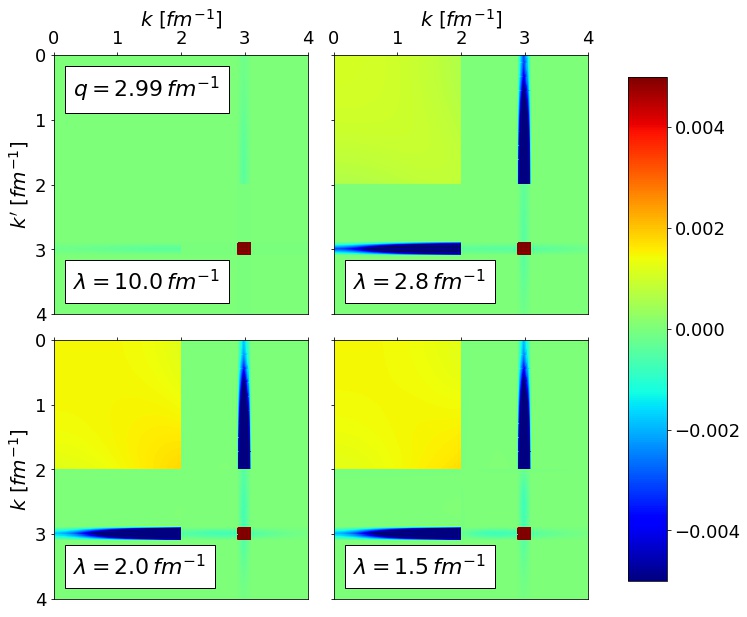 k [fm⁻¹] k [fm⁻¹]
0 1 2 3 4 0 1 2 3 4
0
q = 2.99 fm⁻¹
0.004
1
k′ [fm⁻¹]
2
0.002
3
λ = 10.0 fm⁻¹ λ = 2.8 fm⁻¹
4
0.000
0
1
k [fm⁻¹]
−0.002
2
3
−0.004
λ = 2.0 fm⁻¹ λ = 1.5 fm⁻¹
4